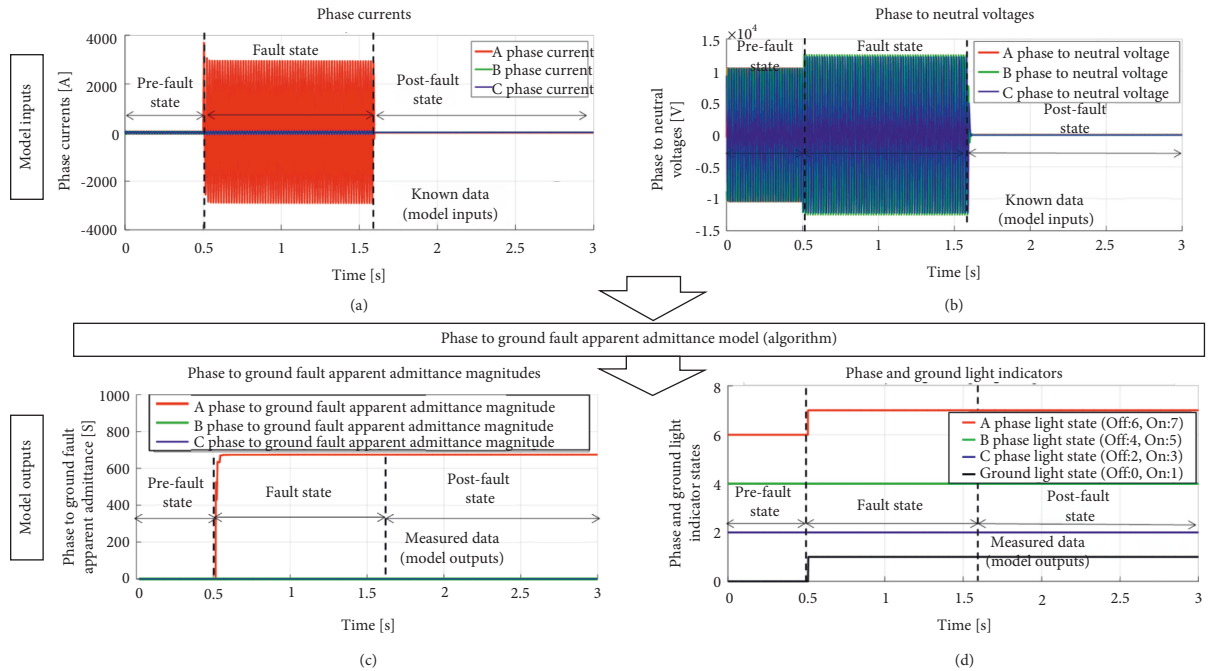 Model inputs
Phase currents
Phase currents [A]
4000
2000
0
-2000
-4000
Fault state
A phase current
B phase current
C phase current
Pre-fault
state
Post-fault
state
Known data
(model inputs)
0
0.5
1
1.5
2
2.5
3
Time [s]
(a)
Phase to neutral voltages
Phase to neutral
voltages [V]
×10⁴
1.5
1
0.5
0
-0.5
-1
-1.5
Pre-fault
state
Fault state
A phase to neutral voltage
B phase to neutral voltage
C phase to neutral voltage
Post-fault
state
Known data
(model inputs)
0
0.5
1
1.5
2
2.5
3
Time [s]
(b)
Phase to ground fault apparent admittance model (algorithm)
Model outputs
Phase to ground fault apparent admittance magnitudes
Phase to ground fault
apparent admittance [S]
1000
800
600
400
200
0
A phase to ground fault apparent admittance magnitude
B phase to ground fault apparent admittance magnitude
C phase to ground fault apparent admittance magnitude
Pre-fault
state
Fault state
Post-fault
state
Measured data
(model outputs)
0
0.5
1
1.5
2
2.5
3
Time [s]
(c)
Phase and ground light indicators
Phase and ground light
indicator states
8
6
4
2
0
A phase light state (Off:6, On:7)
B phase light state (Off:4, On:5)
C phase light state (Off:2, On:3)
Ground light state (Off:0, On:1)
Pre-fault
state
Fault state
Post-fault
state
Measured data
(model outputs)
0
0.5
1
1.5
2
2.5
3
Time [s]
(d)